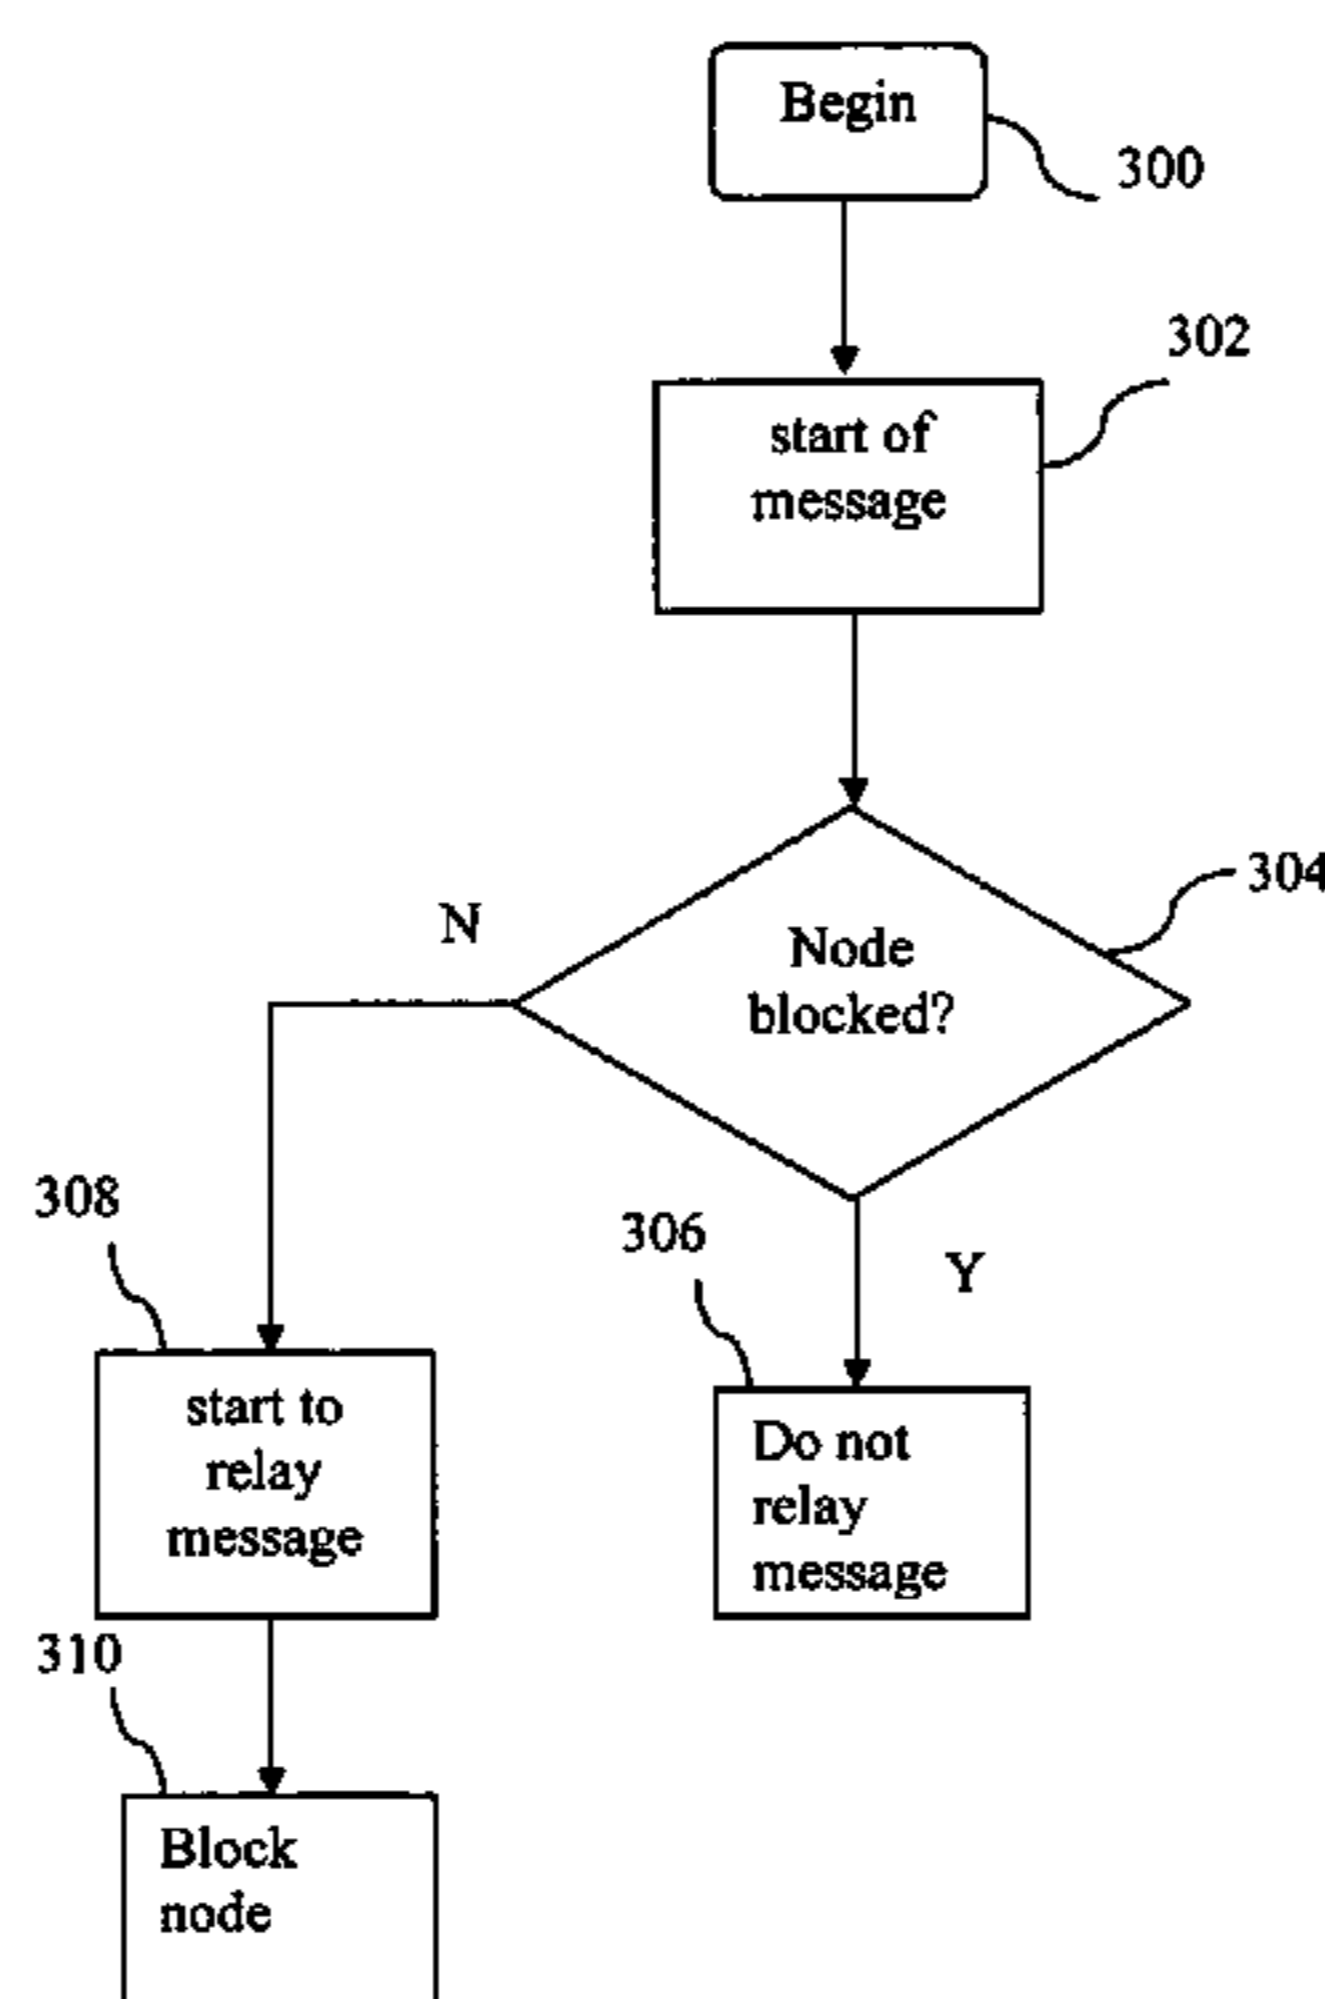 Begin
300
302
start of
message
304
N
Node
blocked?
308
306
Y
start to
relay
message
Do not
relay
message
310
Block
node